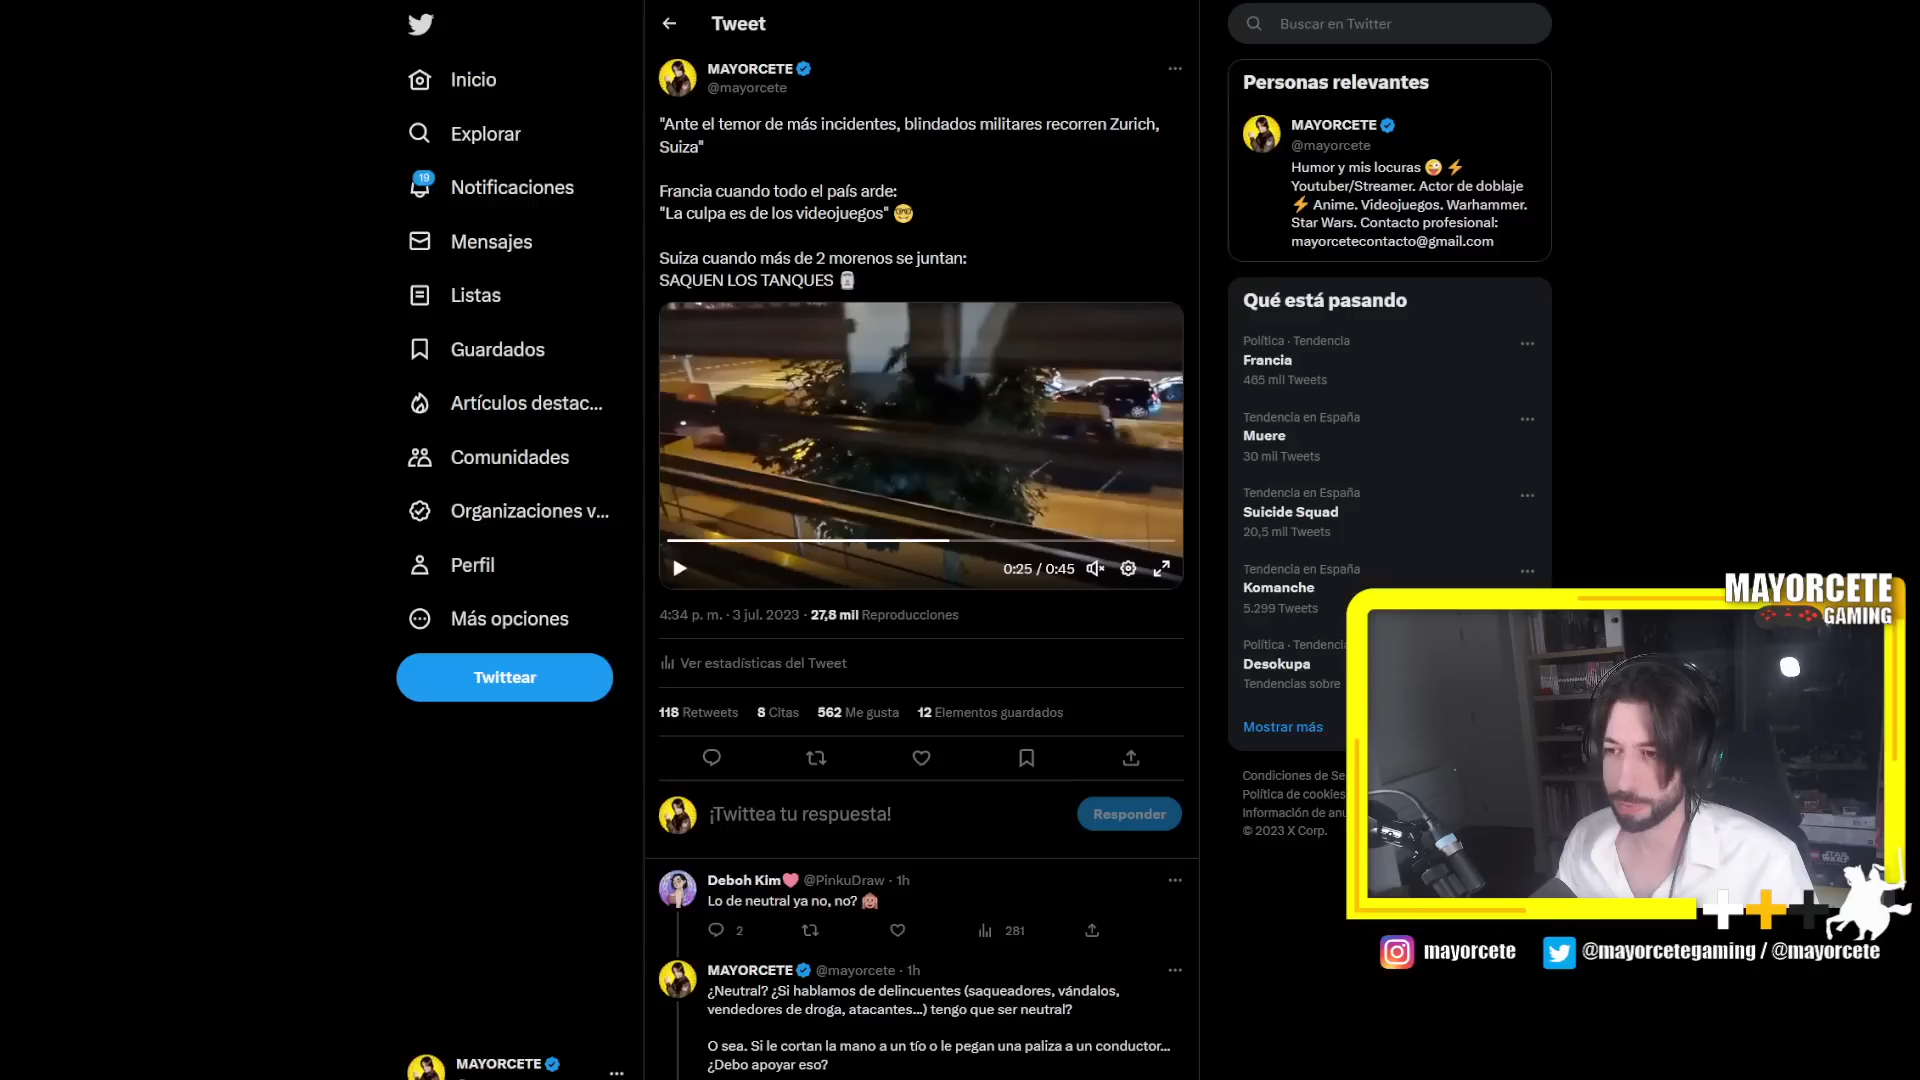 Inicio
Explorar
19
Notificaciones
Mensajes
Listas
Guardados
Artículos destac...
Comunidades
Organizaciones v...
Perfil
Más opciones
Twittear
MAYORCETE
Tweet
MAYORCETE
@mayorcete
"Ante el temor de más incidentes, blindados militares recorren Zurich,
Suiza"
Francia cuando todo el país arde:
"La culpa es de los videojuegos" 🤓
Suiza cuando más de 2 morenos se juntan:
SAQUEN LOS TANQUES
0:25 / 0:45
4:34 p. m. · 3 jul. 2023 · 27,8 mil Reproducciones
Ver estadísticas del Tweet
118 Retweets 8 Citas 562 Me gusta 12 Elementos guardados
¡Twittea tu respuesta!
Responder
Deboh Kim @PinkuDraw · 1h
Lo de neutral ya no, no?
2
281
MAYORCETE @mayorcete · 1h
¿Neutral? ¿Si hablamos de delincuentes (saqueadores, vándalos,
vendedores de droga, atacantes...) tengo que ser neutral?
O sea. Si le cortan la mano a un tío o le pegan una paliza a un conductor...
¿Debo apoyar eso?
Buscar en Twitter
Personas relevantes
MAYORCETE
@mayorcete
Humor y mis locuras 😜 ⚡
Youtuber/Streamer. Actor de doblaje
⚡ Anime. Videojuegos. Warhammer.
Star Wars. Contacto profesional:
mayorcetecontacto@gmail.com
Qué está pasando
Política · Tendencia
Francia
465 mil Tweets
Tendencia en España
Muere
30 mil Tweets
Tendencia en España
Suicide Squad
20,5 mil Tweets
Tendencia en España
Komanche
5.299 Tweets
Política · Tendencia
Desokupa
Tendencias sobre
Mostrar más
Condiciones de Se
Política de cookies
Información de anu
© 2023 X Corp.
MAYORCETE
GAMING
STAR WARS
mayorcete
@mayorcetegaming / @mayorcete